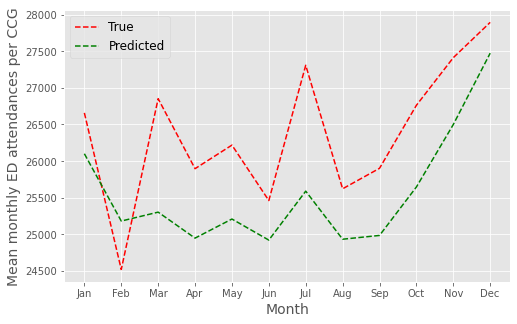 True
Predicted
Mean monthly ED attendances per CCG
28000
27500
27000
26500
26000
25500
25000
24500
Jan Feb Mar Apr May Jun Jul Aug Sep Oct Nov Dec
Month